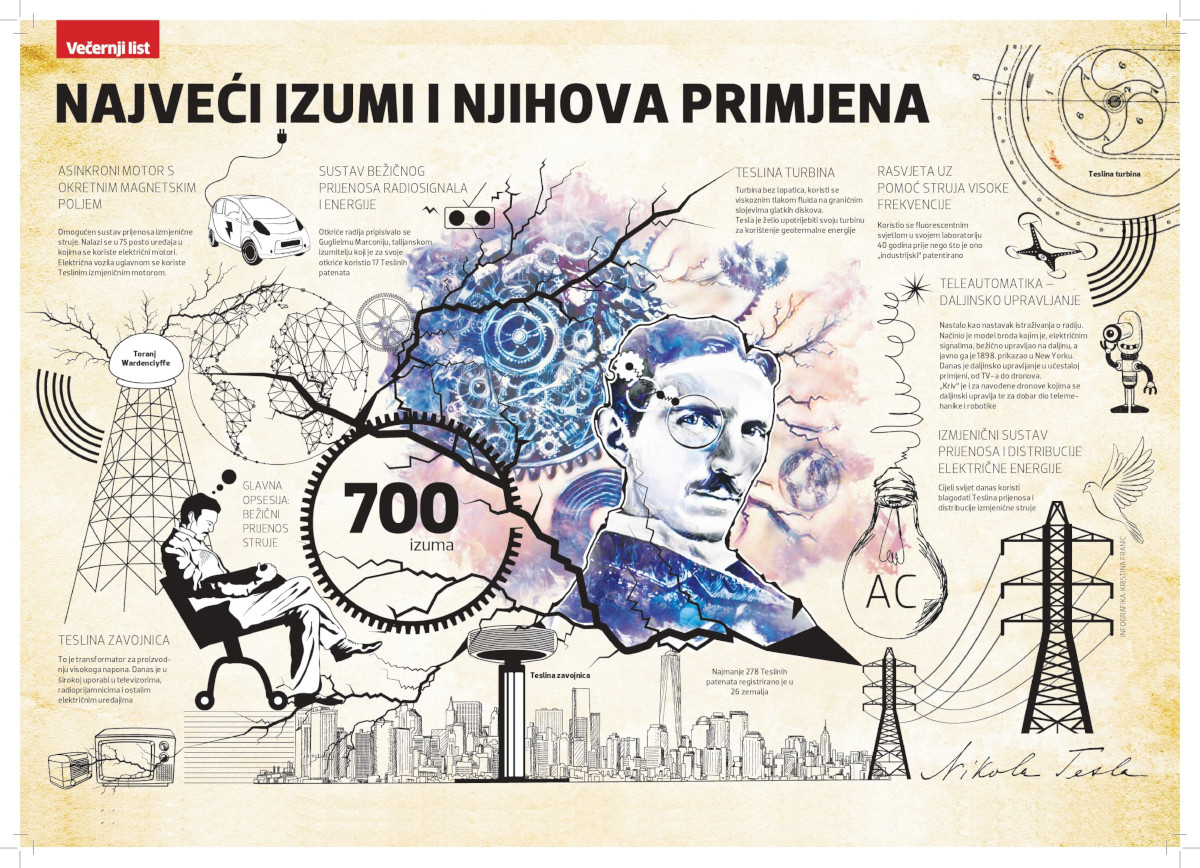 Večernji list
NAJVEĆI IZUMI I NJIHOVA PRIMJENA
ASINKRONI MOTOR S
OKRETNIM MAGNETSKIM
POLJEM
Omogućen sustav prijenosa izmjenične
struje. Nalazi se u 75 posto uređaja u
kojima se koriste električni motori.
Električna vozila uglavnom se koriste
Teslinim izmjeničnim motorom.
SUSTAV BEŽIČNOG
PRIJENOSA RADIOSIGNALA
I ENERGIJE
Otkriće radija pripisivalo se
Guglielmu Marconiju, talijanskom
izumitelju koji je za svoje
otkriće koristio 17 Teslinih
patenata
TESLINA TURBINA
Turbina bez lopatica, koristi se
viskoznim tlakom fluida na graničnim
slojevima glatkih diskova.
Tesla je želio upotrijebiti svoju turbinu
za korištenje geotermalne energije
RASVJETA UZ
POMOĆ STRUJA VISOKE
FREKVENCIJE
Koristio se fluorescentnim
svjetlom u svojem laboratoriju
40 godina prije nego što je ono
„industrijski" patentirano
Teslina turbina
TELEAUTOMATIKA –
DALJINSKO UPRAVLJANJE
Nastalo kao nastavak istraživanja o radiju.
Načinio je model broda kojim je, električnim
signalima, bežično upravljao na daljinu, a
javno ga je 1898. prikazao u New Yorku.
Danas je daljinsko upravljanje u učestaloj
primjeni, od TV-a do dronova.
„Kriv" je i za navođene dronove kojima se
daljinski upravlja te za dobar dio teleme-
hanike i robotike
Toranj
Wardenclyffe
GLAVNA
OPSESIJA:
BEŽIČNI
PRIJENOS
STRUJE
700
izuma
IZMJENIČNI SUSTAV
PRIJENOSA I DISTRIBUCIJE
ELEKTRIČNE ENERGIJE
Cijeli svijet danas koristi
blagodati Teslina prijenosa i
distribucije izmjenične struje
AC
INFOGRAFIKA: KRISTINA FRANIĆ
TESLINA ZAVOJNICA
To je transformator za proizvod-
nju visokoga napona. Danas je u
širokoj uporabi u televizorima,
radioprijamnicima i ostalim
električnim uređajima
Teslina zavojnica
Najmanje 278 Teslinih
patenata registrirano je u
26 zemalja
Nikola Tesla